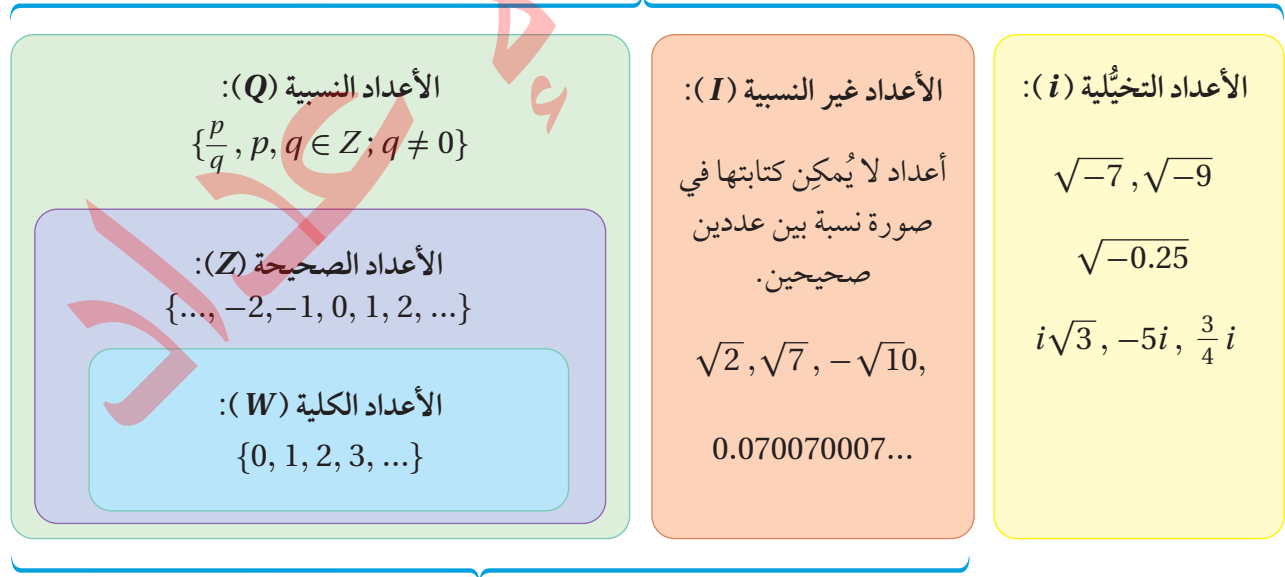 الأعداد النسبية (Q):
{p/q , p, q ∈ Z ; q ≠ 0}
الأعداد الصحيحة (Z):
{..., −2,−1, 0, 1, 2, ...}
الأعداد الكلية (W):
{0, 1, 2, 3, ...}
الأعداد غير النسبية (I):
أعداد لا يُمكِن كتابتها في
صورة نسبة بين عددين
صحيحين.
√2 , √7 , −√10,
0.070070007...
الأعداد التخيُّلية (i):
√−7 , √−9
√−0.25
i√3 , −5i , 3/4 i